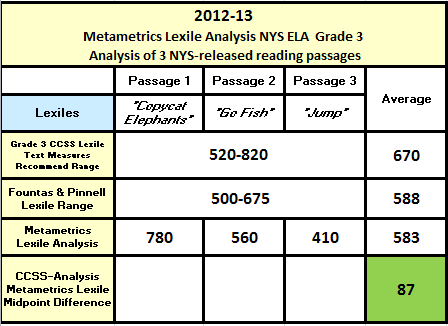 2012-13
Metametrics Lexile Analysis NYS ELA Grade 3
Analysis of 3 NYS-released reading passages
Passage 1 Passage 2 Passage 3 Average
Lexiles "Copycat Elephants" "Go Fish" "Jump"
Grade 3 CCSS Lexile
Text Measures
Recommend Range
520-820 670
Fountas & Pinnell
Lexile Range
500-675 588
Metametrics
Lexile Analysis
780 560 410 583
CCSS-Analysis
Metametrics Lexile
Midpoint Difference
87